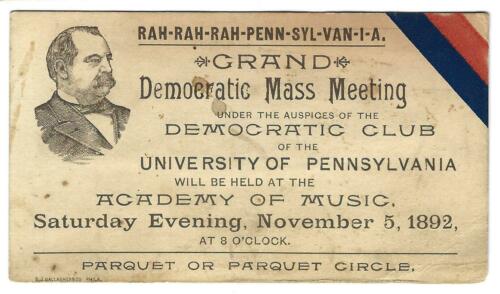 RAH-RAH-RAH-PENN-SYL-VAN-I-A.
GRAND
Democratic Mass Meeting
UNDER THE AUSPICES OF THE
DEMOCRATIC CLUB
OF THE
UNIVERSITY OF PENNSYLVANIA
WILL BE HELD AT THE
ACADEMY OF MUSIC,
Saturday Evening, November 5, 1892,
AT 8 O'CLOCK.
PARQUET OR PARQUET CIRCLE.